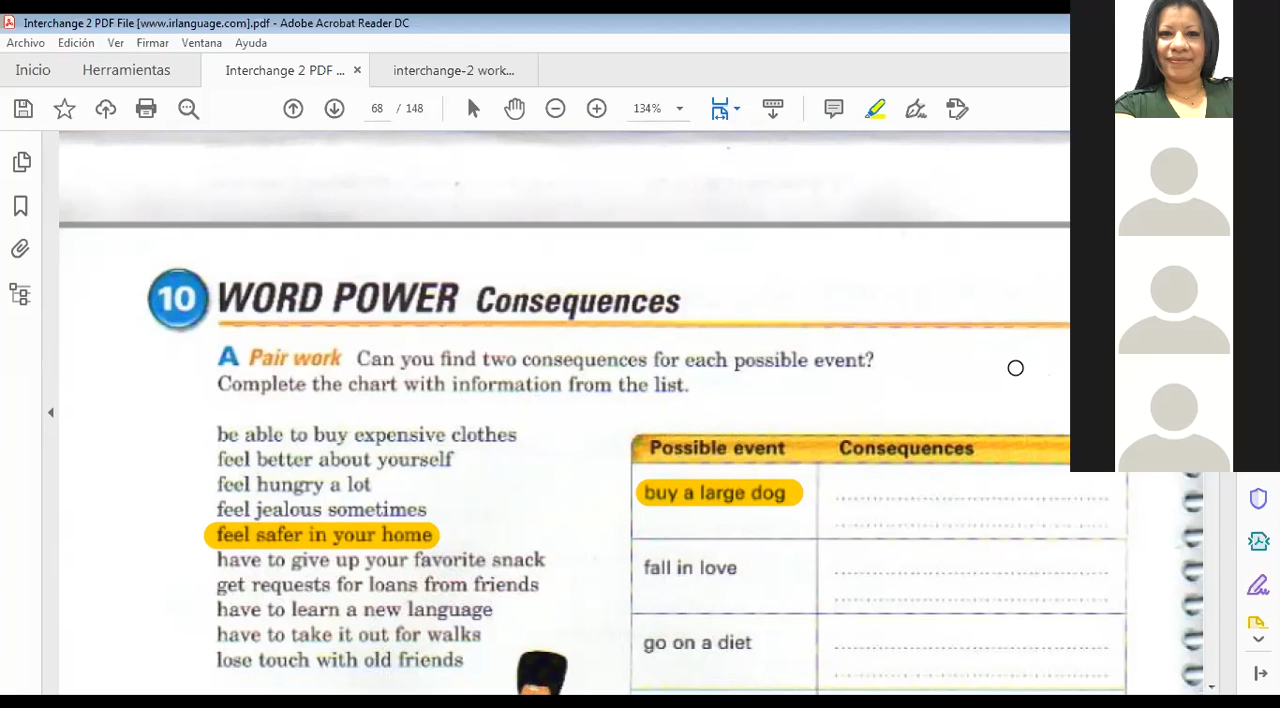 Interchange 2 PDF File [www.irlanguage.com].pdf - Adobe Acrobat Reader DC
Archivo Edición Ver Firmar Ventana Ayuda
Inicio Herramientas Interchange 2 PDF ... × interchange-2 work...
68 / 148 134%
10 WORD POWER Consequences
A Pair work Can you find two consequences for each possible event?
Complete the chart with information from the list.
be able to buy expensive clothes
feel better about yourself
feel hungry a lot
feel jealous sometimes
feel safer in your home
have to give up your favorite snack
get requests for loans from friends
have to learn a new language
have to take it out for walks
lose touch with old friends
Possible event Consequences
buy a large dog
fall in love
go on a diet